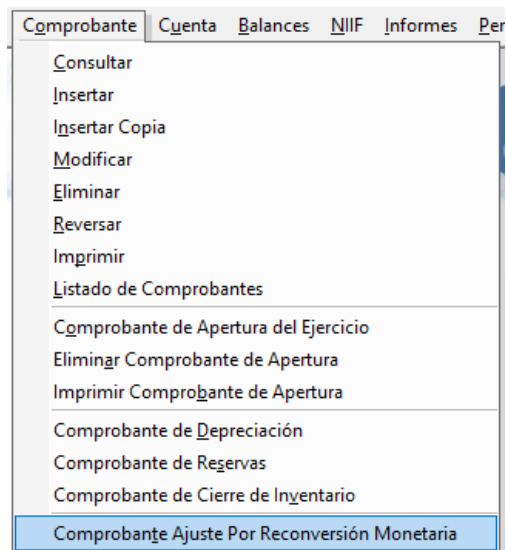 Comprobante Cuenta Balances NIIF Informes Per
Consultar
Insertar
Insertar Copia
Modificar
Eliminar
Reversar
Imprimir
Listado de Comprobantes
Comprobante de Apertura del Ejercicio
Eliminar Comprobante de Apertura
Imprimir Comprobante de Apertura
Comprobante de Depreciación
Comprobante de Reservas
Comprobante de Cierre de Inventario
Comprobante Ajuste Por Reconversión Monetaria